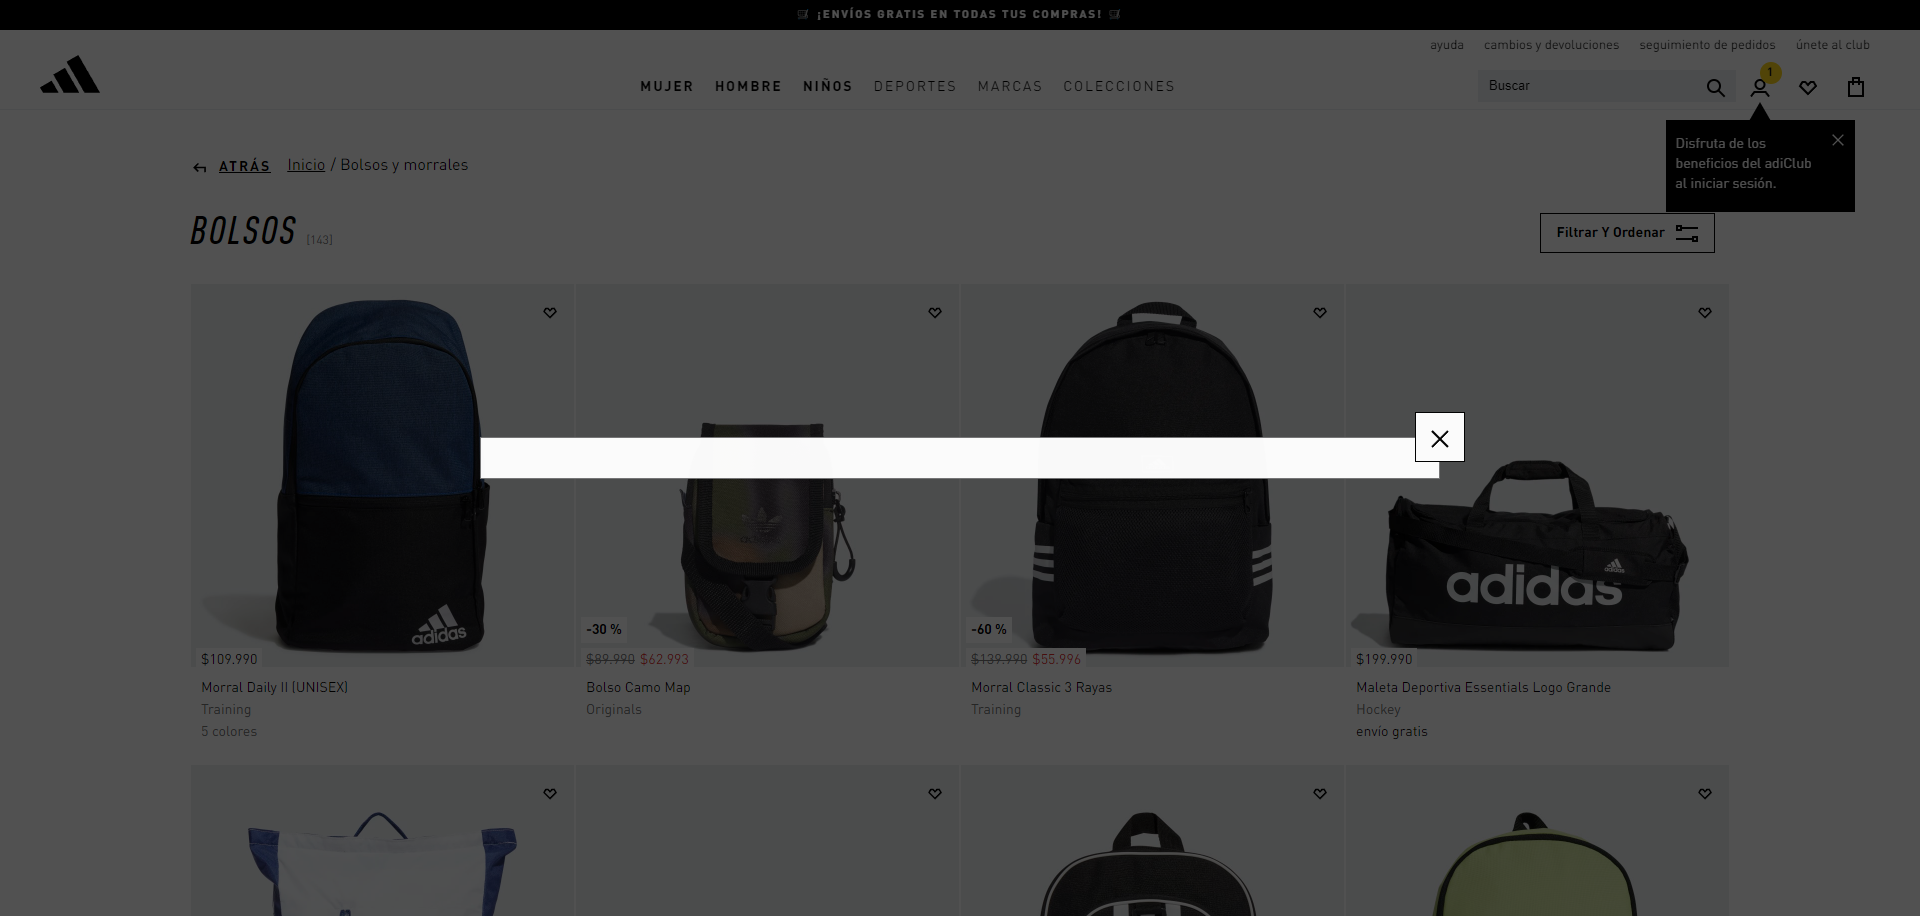 ¡ENVÍOS GRATIS EN TODAS TUS COMPRAS!
ayuda cambios y devoluciones seguimiento de pedidos únete al club
MUJER HOMBRE NIÑOS DEPORTES MARCAS COLECCIONES
Buscar
1
Disfruta de los
beneficios del adiClub
al iniciar sesión.
ATRÁS Inicio / Bolsos y morrales
BOLSOS [143]
Filtrar Y Ordenar
adidas
adidas
adidas
-30 %
-60 %
$109.990
$89.990 $62.993
$139.990 $55.996
$199.990
Morral Daily II (UNISEX)
Training
5 colores
Bolso Camo Map
Originals
Morral Classic 3 Rayas
Training
Maleta Deportiva Essentials Logo Grande
Hockey
envío gratis